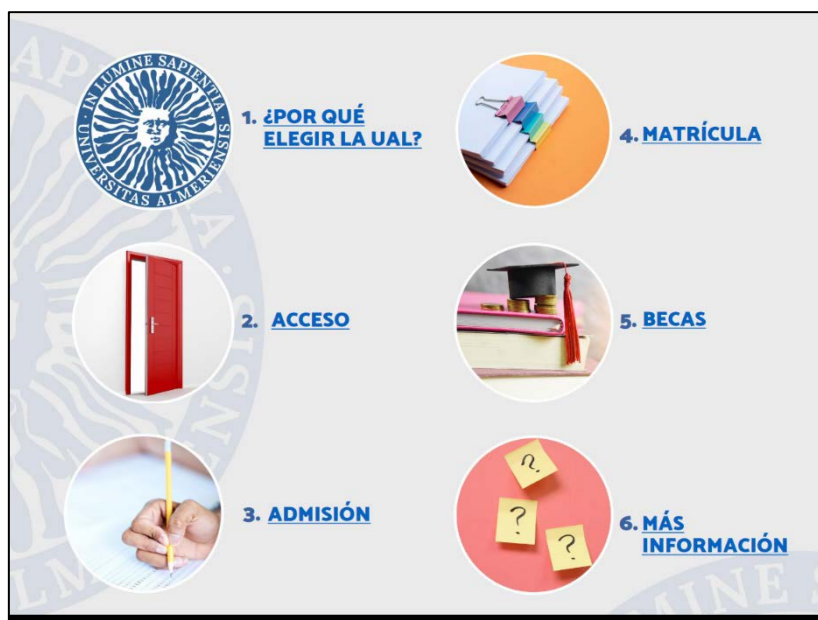 IN LUMINE SAPIENTIA · UNIVERSITAS ALMERIENSIS
1. ¿POR QUÉ
ELEGIR LA UAL?
2. ACCESO
3. ADMISIÓN
4. MATRÍCULA
5. BECAS
?
?
?
6. MÁS
INFORMACIÓN